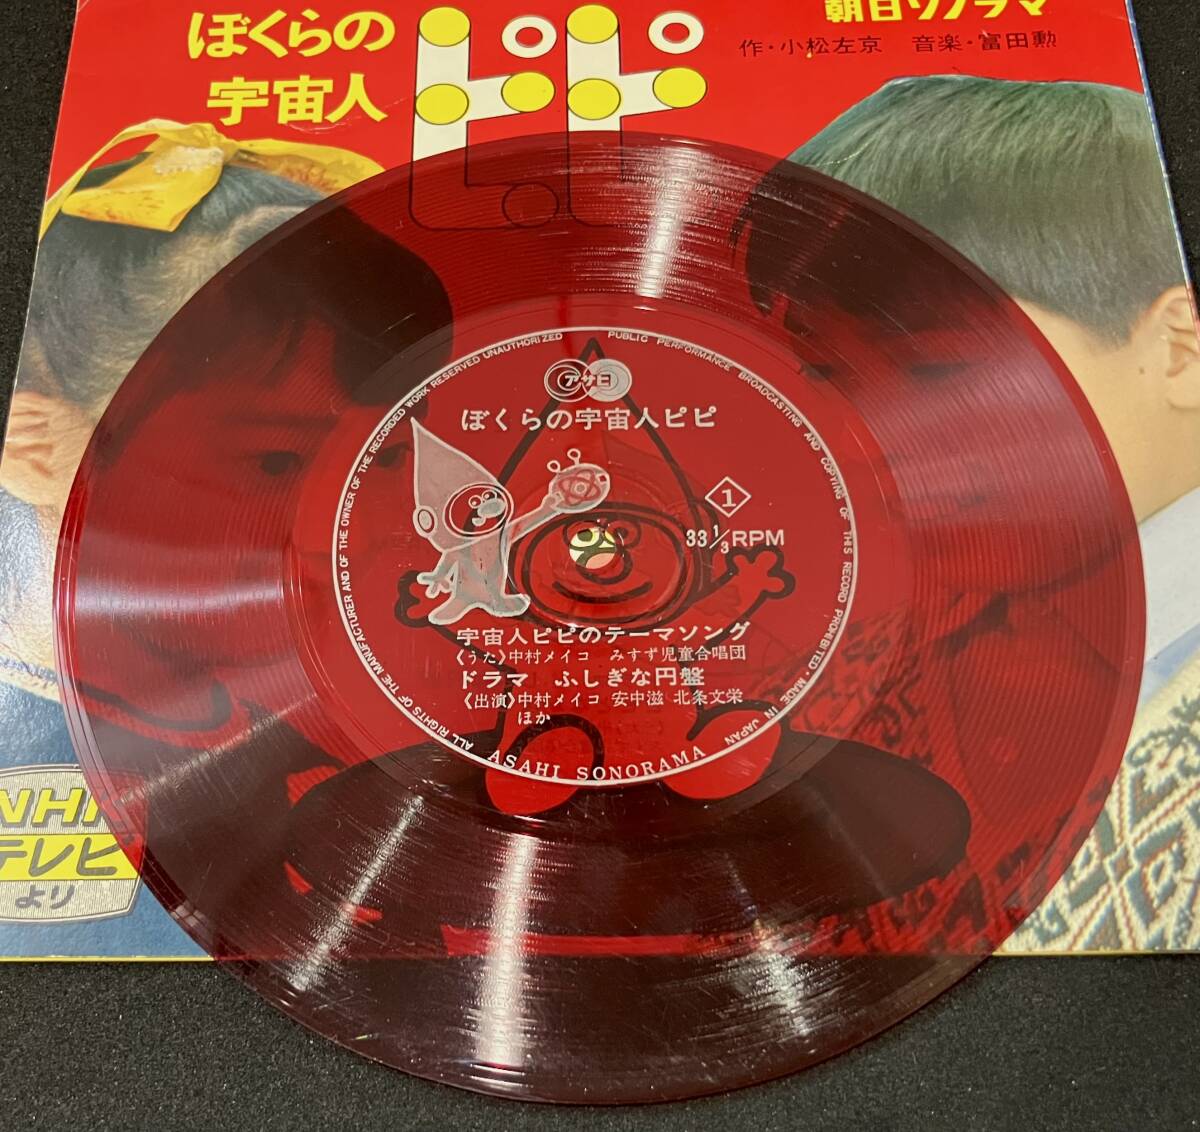 ぼくらの
宇宙人
ピピ
朝日ソノラマ
作・小松左京 音楽・冨田勲
アサヒ
ぼくらの宇宙人ピピ
1
33 1/3 RPM
宇宙人ピピのテーマソング
《うた》中村メイコ みすず児童合唱団
ドラマ ふしぎな円盤
《出演》中村メイコ 安中滋 北条文栄
ほか
ASAHI SONORAMA
ALL RIGHTS OF THE MANUFACTURER AND OF THE OWNER OF THE RECORDED WORK RESERVED UNAUTHORIZED PUBLIC PERFORMANCE BROADCASTING AND COPYING OF THIS RECORD PROHIBITED・MADE IN JAPAN
NHK
テレビ
より